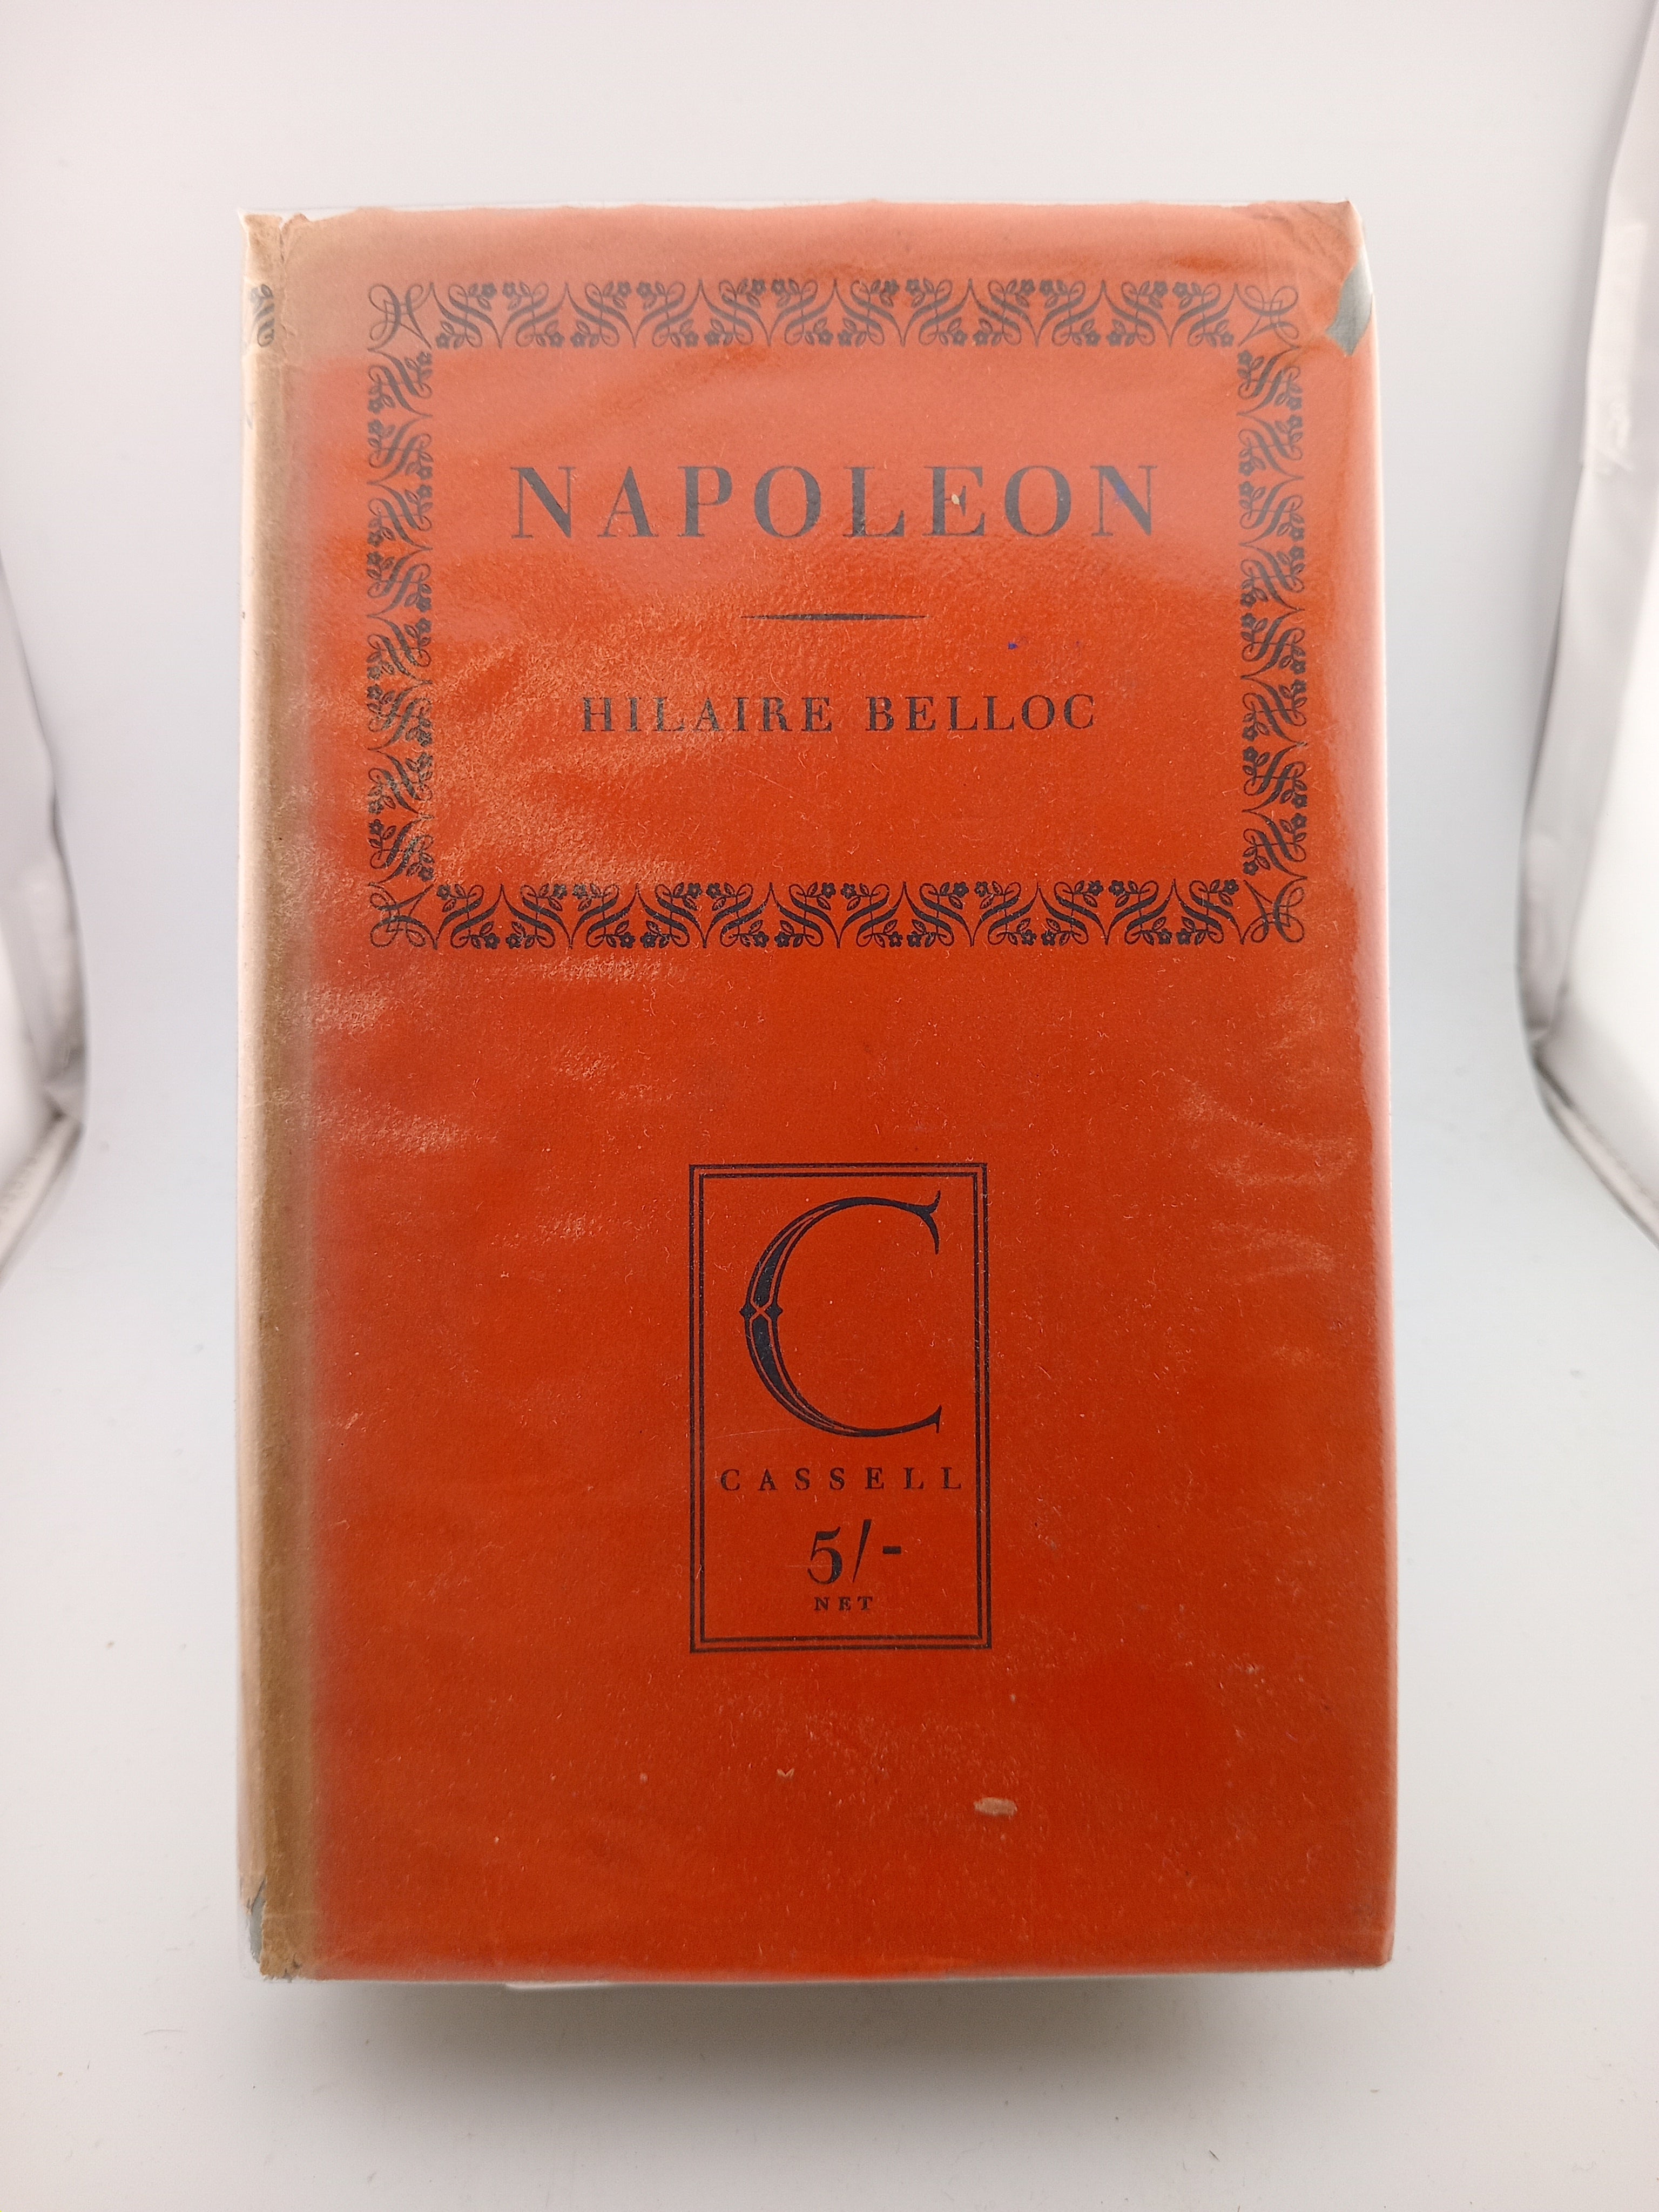 NAPOLEON
HILAIRE BELLOC
C
CASSELL
5/-
NET